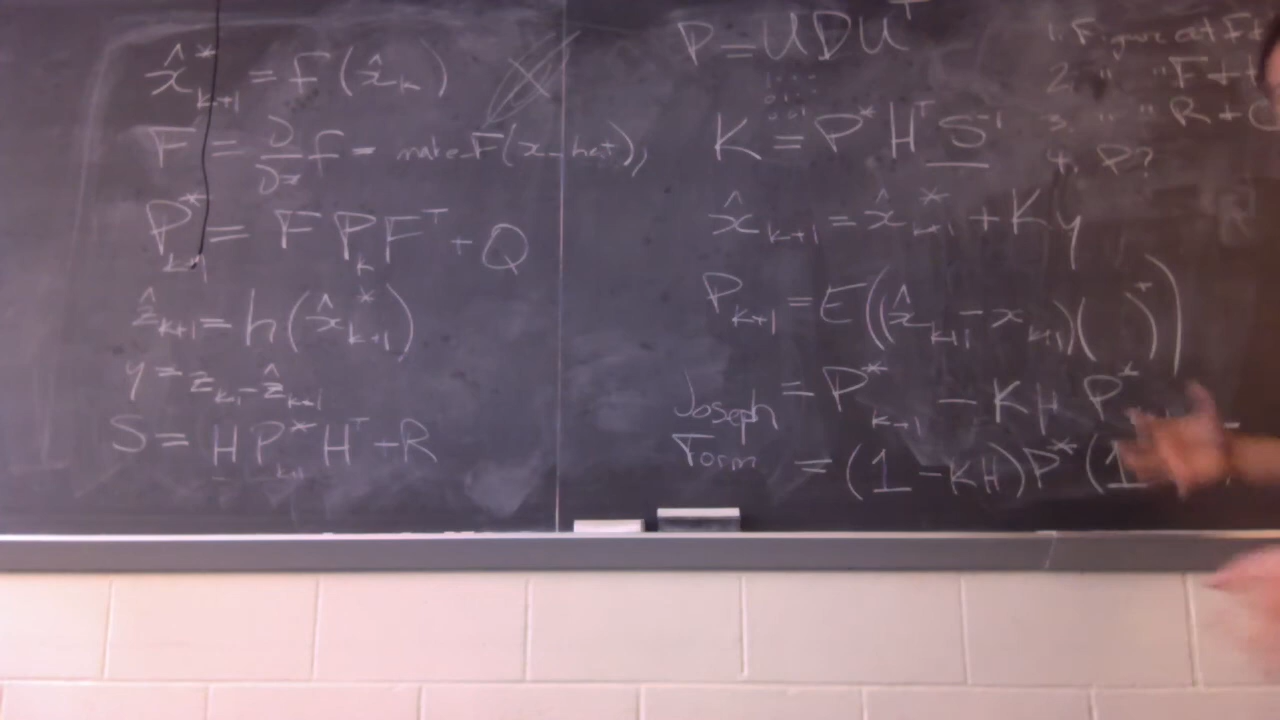 x̂*ₖ₊₁ = f(x̂ₖ)
F = D/Dx f = make_F(x_hat),
P*ₖ₊₁ = F Pₖ Fᵀ + Q
ẑₖ₊₁ = h(x̂*ₖ₊₁)
y = zₖ₊₁ - ẑₖ₊₁
S = H P*ₖ₊₁ Hᵀ + R
P = UDUᵀ
K = P* Hᵀ S⁻¹
x̂ₖ₊₁ = x̂*ₖ₊₁ + Ky
Pₖ₊₁ = E((x̂ₖ₊₁ - xₖ₊₁)( )ᵀ)
= P*ₖ₊₁ - KH P*
Joseph Form
= (1 - KH)P*(1
1. Figure out
2. " " F + H
3. " " R + Q
4. P?